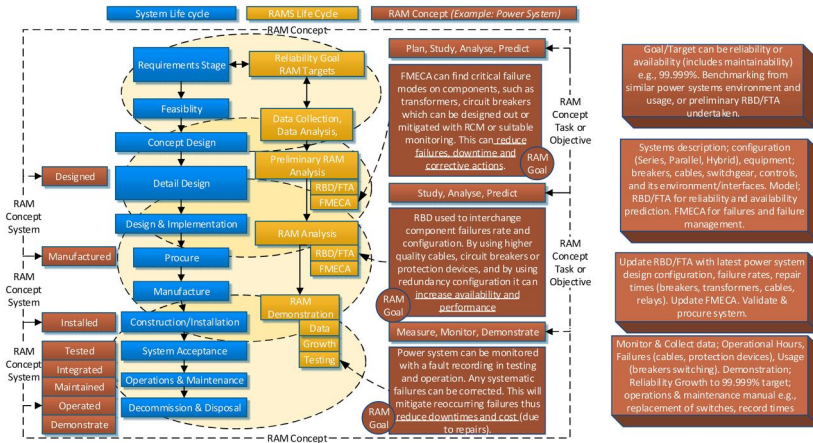 System Life cycle
RAMS Life Cycle
RAM Concept (Example: Power System)
RAM Concept
Requirements Stage
Feasiblity
Concept Design
Detail Design
Design & Implementation
Procure
Manufacture
Construction/Installation
System Acceptance
Operations & Maintenance
Decommission & Disposal
Reliability Goal
RAM Targets
Data Collection,
Data Analysis,
Preliminary RAM
Analysis
RBD/FTA
FMECA
RAM Analysis
RBD/FTA
FMECA
RAM
Demonstration
Data
Growth
Testing
Designed
Manufactured
Installed
Tested
Integrated
Maintained
Operated
Demonstrate
RAM
Concept
System
RAM
Concept
System
RAM
Concept
System
Plan, Study, Analyse, Predict
FMECA can find critical failure
modes on components, such as
transformers, circuit breakers
which can be designed out or
mitigated with RCM or suitable
monitoring. This can reduce
failures, downtime and
corrective actions.
RAM
Goal
Study, Analyse, Predict
RBD used to interchange
component failures rate and
configuration. By using higher
quality cables, circuit breakers or
protection devices, and by using
redundancy configuration it can
increase availability and
performance
RAM
Goal
Measure, Monitor, Demonstrate
Power system can be monitored
with a fault recording in testing
and operation. Any systematic
failures can be corrected. This will
mitigate reoccurring failures thus
reduce downtimes and cost (due
to repairs).
RAM
Goal
RAM
Concept
Task or
Objective
RAM
Concept
Task or
Objective
RAM Concept
Goal/Target can be reliability or
availability (includes maintainability)
e.g., 99.999%. Benchmarking from
similar power systems environment and
usage, or preliminary RBD/FTA
undertaken.
Systems description; configuration
(Series, Parallel, Hybrid), equipment;
breakers, cables, switchgear, controls,
and its environment/interfaces. Model;
RBD/FTA for reliability and availability
prediction. FMECA for failures and failure
management.
Update RBD/FTA with latest power system
design configuration, failure rates, repair
times (breakers, transformers, cables,
relays). Update FMECA. Validate &
procure system.
Monitor & Collect data; Operational Hours,
Failures (cables, protection devices), Usage
(breakers switching). Demonstration;
Reliability Growth to 99.999% target;
operations & maintenance manual e.g.,
replacement of switches, record times